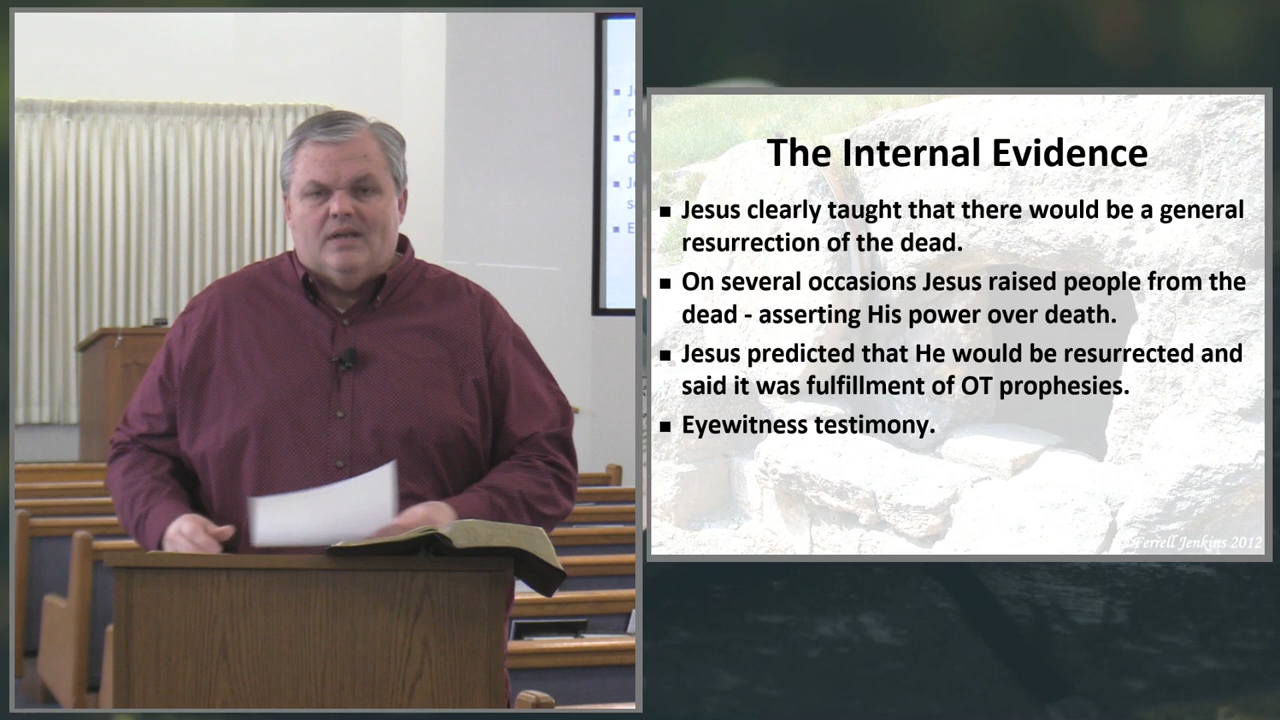 The Internal Evidence
▪ Jesus clearly taught that there would be a general
resurrection of the dead.
▪ On several occasions Jesus raised people from the
dead - asserting His power over death.
▪ Jesus predicted that He would be resurrected and
said it was fulfillment of OT prophesies.
▪ Eyewitness testimony.
Ferrell Jenkins 2012